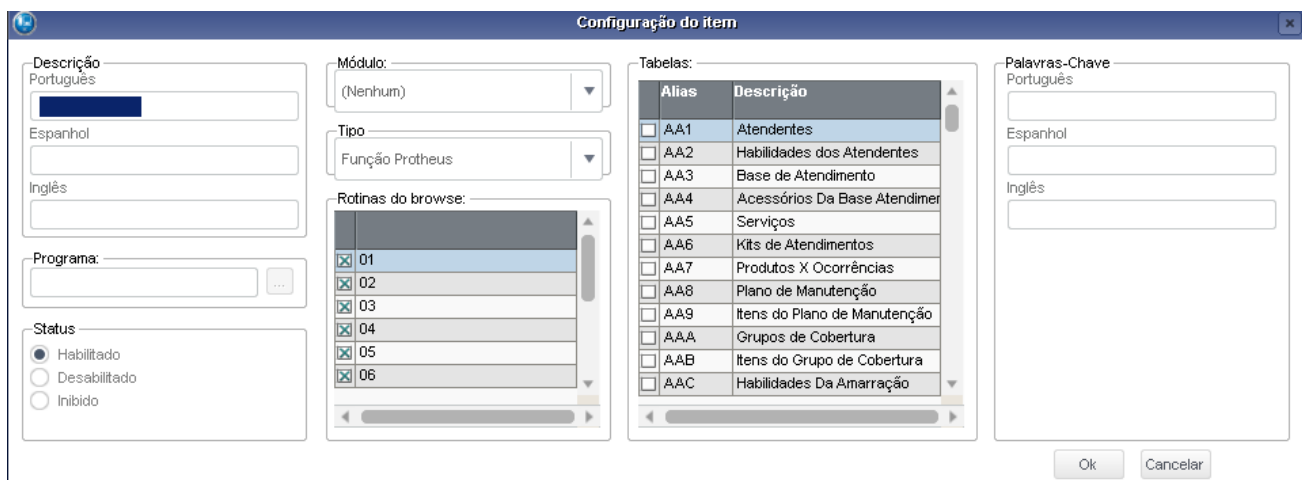 Configuração do item
Descrição
Português
Espanhol
Inglês
Programa:
...
Status
Habilitado
Desabilitado
Inibido
Módulo:
(Nenhum)
Tipo
Função Protheus
Rotinas do browse:
01
02
03
04
05
06
Tabelas:
Alias Descrição
AA1 Atendentes
AA2 Habilidades dos Atendentes
AA3 Base de Atendimento
AA4 Acessórios Da Base Atendimer
AA5 Serviços
AA6 Kits de Atendimentos
AA7 Produtos X Ocorrências
AA8 Plano de Manutenção
AA9 Itens do Plano de Manutenção
AAA Grupos de Cobertura
AAB Itens do Grupo de Cobertura
AAC Habilidades Da Amarração
Palavras-Chave
Português
Espanhol
Inglês
Ok Cancelar